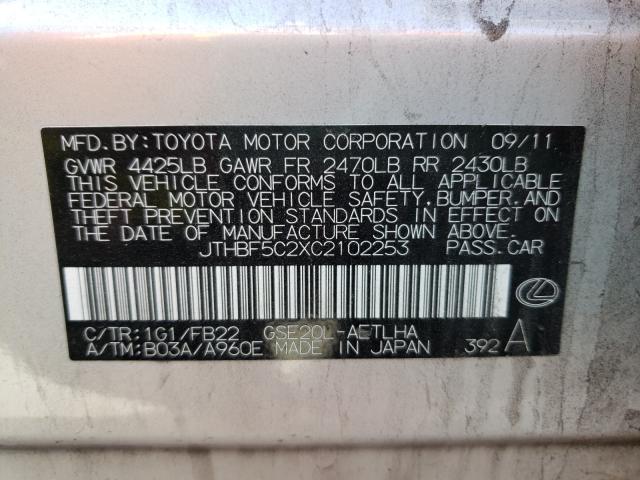 MFD.BY:TOYOTA MOTOR CORPORATION 09/11
GVWR 4425LB GAWR FR 2470LB RR 2430LB
THIS VEHICLE CONFORMS TO ALL APPLICABLE
FEDERAL MOTOR VEHICLE SAFETY,BUMPER,AND
THEFT PREVENTION STANDARDS IN EFFECT ON
THE DATE OF MANUFACTURE SHOWN ABOVE.
JTHBF5C2XC2102253 PASS.CAR
C/TR:1G1/FB22 GSE20L-AETLHA
A/TM:B03A/A960E MADE IN JAPAN 392 A